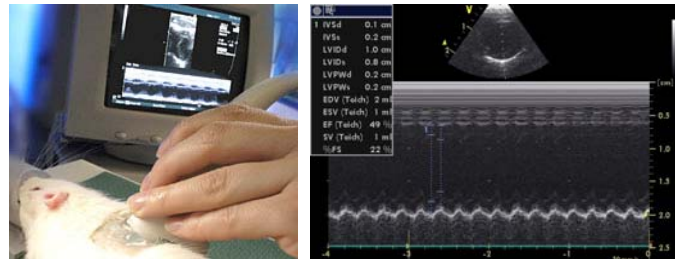 1 IVSd 0.1 cm
IVSs 0.2 cm
LVIDd 1.0 cm
LVIDs 0.8 cm
LVPWd 0.2 cm
LVPWs 0.2 cm
EDV (Teich) 2 ml
ESV (Teich) 1 ml
EF (Teich) 49 %
SV (Teich) 1 ml
%FS 22 %
V
[cm]
0.5
1.0
1.5
2.0
2.5
-4
-3
-2
-1
0